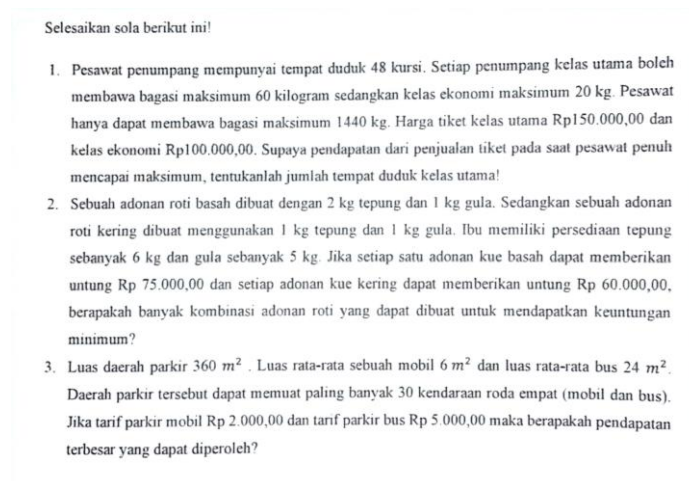 Selesaikan sola berikut ini!
1. Pesawat penumpang mempunyai tempat duduk 48 kursi. Setiap penumpang kelas utama boleh
membawa bagasi maksimum 60 kilogram sedangkan kelas ekonomi maksimum 20 kg. Pesawat
hanya dapat membawa bagasi maksimum 1440 kg. Harga tiket kelas utama Rp150.000,00 dan
kelas ekonomi Rp100.000,00. Supaya pendapatan dari penjualan tiket pada saat pesawat penuh
mencapai maksimum, tentukanlah jumlah tempat duduk kelas utama!
2. Sebuah adonan roti basah dibuat dengan 2 kg tepung dan 1 kg gula. Sedangkan sebuah adonan
roti kering dibuat menggunakan 1 kg tepung dan 1 kg gula. Ibu memiliki persediaan tepung
sebanyak 6 kg dan gula sebanyak 5 kg. Jika setiap satu adonan kue basah dapat memberikan
untung Rp 75.000,00 dan setiap adonan kue kering dapat memberikan untung Rp 60.000,00,
berapakah banyak kombinasi adonan roti yang dapat dibuat untuk mendapatkan keuntungan
minimum?
3. Luas daerah parkir 360 m² . Luas rata-rata sebuah mobil 6 m² dan luas rata-rata bus 24 m².
Daerah parkir tersebut dapat memuat paling banyak 30 kendaraan roda empat (mobil dan bus).
Jika tarif parkir mobil Rp 2.000,00 dan tarif parkir bus Rp 5.000,00 maka berapakah pendapatan
terbesar yang dapat diperoleh?